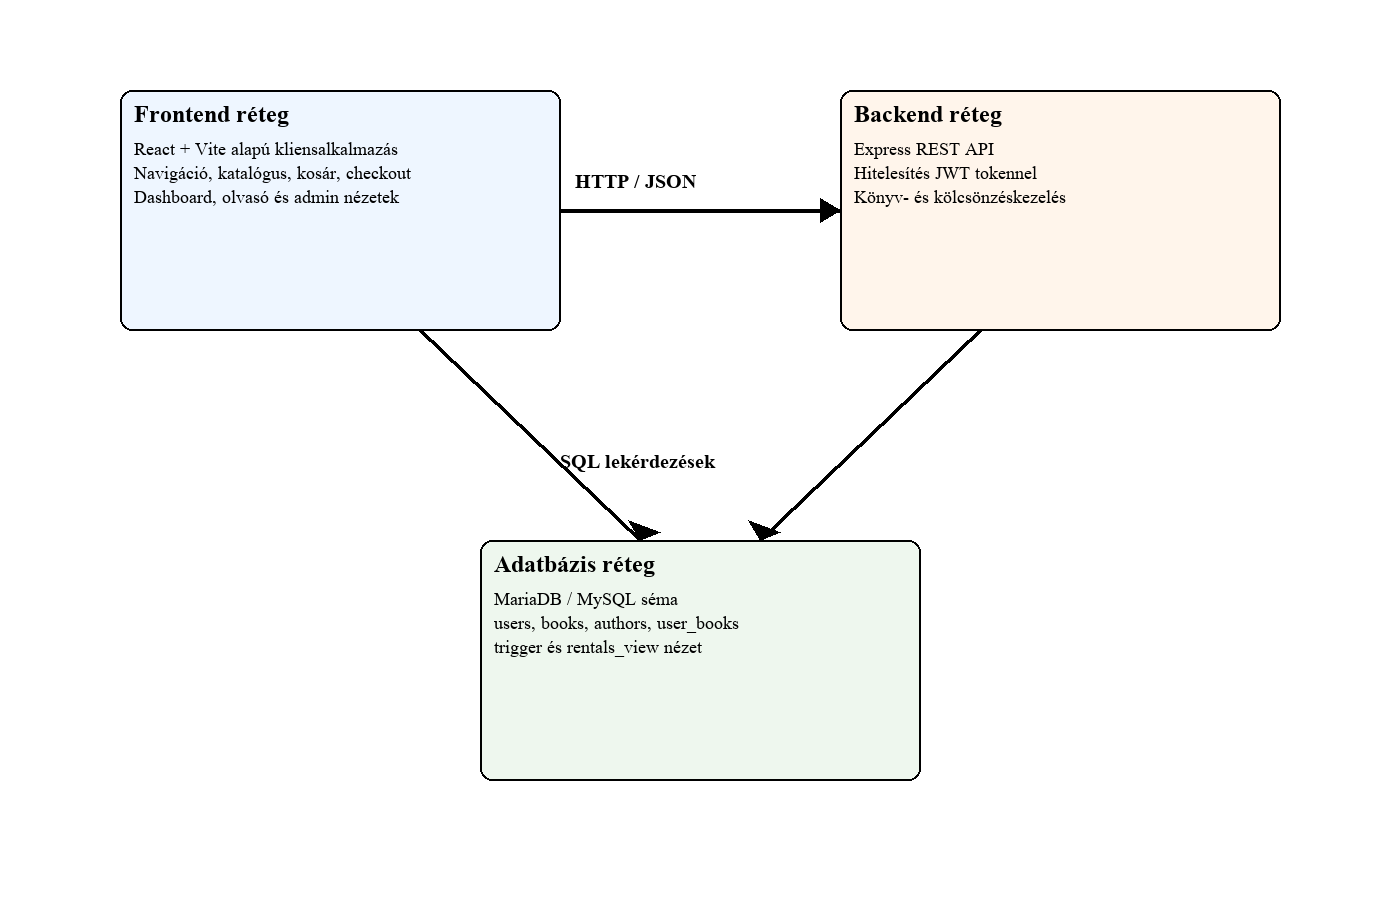 Frontend réteg
React + Vite alapú kliensalkalmazás
Navigáció, katalógus, kosár, checkout
Dashboard, olvasó és admin nézetek
HTTP / JSON
Backend réteg
Express REST API
Hitelesítés JWT tokennel
Könyv- és kölcsönzéskezelés
SQL lekérdezések
Adatbázis réteg
MariaDB / MySQL séma
users, books, authors, user_books
trigger és rentals_view nézet